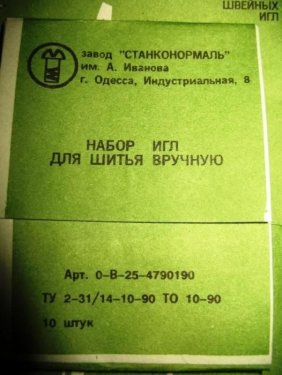 ШВЕЙНЫХ
ИГЛ
завод "СТАНКОНОРМАЛЬ"
им. А. Иванова
г. Одесса, Индустриальная, 8
НАБОР ИГЛ
ДЛЯ ШИТЬЯ ВРУЧНУЮ
Арт. 0-В-25-4790190
ТУ 2-31/14-10-90 ТО 10-90
10 штук